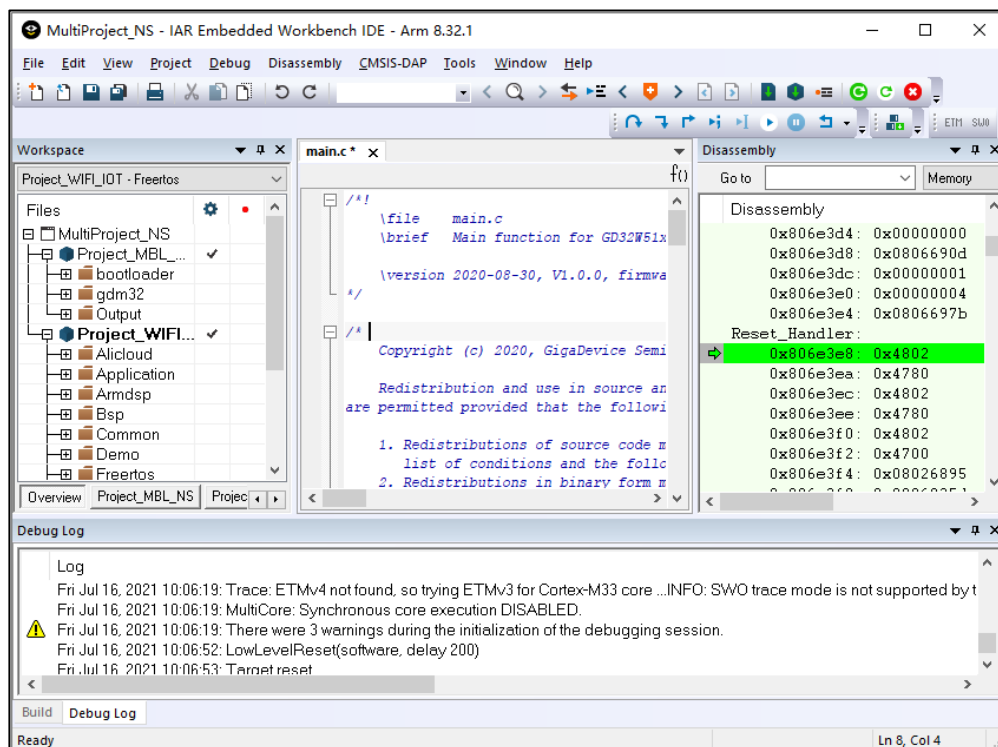 MultiProject_NS - IAR Embedded Workbench IDE - Arm 8.32.1
File Edit View Project Debug Disassembly CMSIS-DAP Tools Window Help
ETM SWO
Workspace
Project_WIFI_IOT - Freertos
Files
MultiProject_NS
Project_MBL_...
bootloader
gdm32
Output
Project_WIFI...
Alicloud
Application
Armdsp
Bsp
Common
Demo
Freertos
Overview Project_MBL_NS Projec
main.c *
f()
/*!
\file main.c
\brief Main function for GD32W51x
\version 2020-08-30, V1.0.0, firmwa
*/
/*
Copyright (c) 2020, GigaDevice Semi
Redistribution and use in source an
are permitted provided that the followi
1. Redistributions of source code m
list of conditions and the follo
2. Redistributions in binary form m
Disassembly
Go to Memory
Disassembly
0x806e3d4: 0x00000000
0x806e3d8: 0x0806690d
0x806e3dc: 0x00000001
0x806e3e0: 0x00000004
0x806e3e4: 0x0806697b
Reset_Handler:
0x806e3e8: 0x4802
0x806e3ea: 0x4780
0x806e3ec: 0x4802
0x806e3ee: 0x4780
0x806e3f0: 0x4802
0x806e3f2: 0x4700
0x806e3f4: 0x08026895
Debug Log
Log
Fri Jul 16, 2021 10:06:19: Trace: ETMv4 not found, so trying ETMv3 for Cortex-M33 core ...INFO: SWO trace mode is not supported by t
Fri Jul 16, 2021 10:06:19: MultiCore: Synchronous core execution DISABLED.
Fri Jul 16, 2021 10:06:19: There were 3 warnings during the initialization of the debugging session.
Fri Jul 16, 2021 10:06:52: LowLevelReset(software, delay 200)
Fri Jul 16, 2021 10:06:53: Target reset
Build Debug Log
Ready Ln 8, Col 4